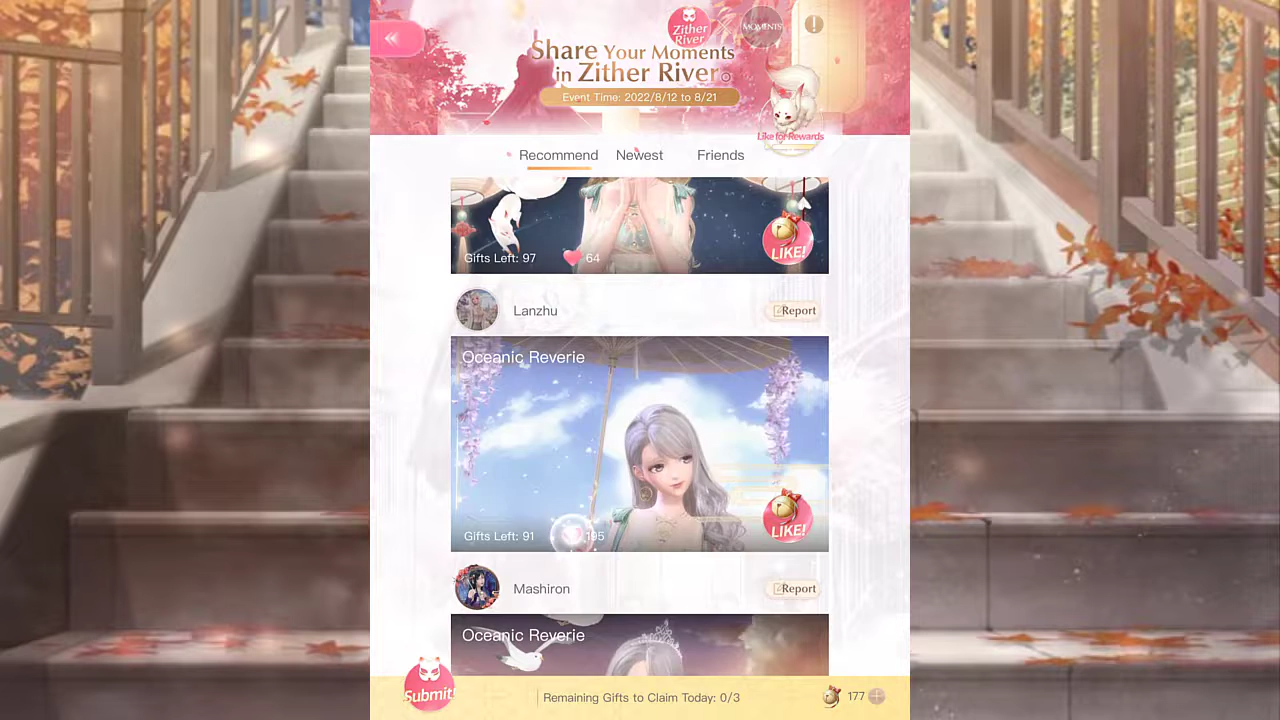 Zither
River
MOMENTS
Share Your Moments
in Zither River
Event Time: 2022/8/12 to 8/21
Like for Rewards
Recommend
Newest
Friends
Gifts Left: 97
64
LIKE!
Lanzhu
Report
Oceanic Reverie
Gifts Left: 91
195
LIKE!
Mashiron
Report
Oceanic Reverie
Submit!
Remaining Gifts to Claim Today: 0/3
177